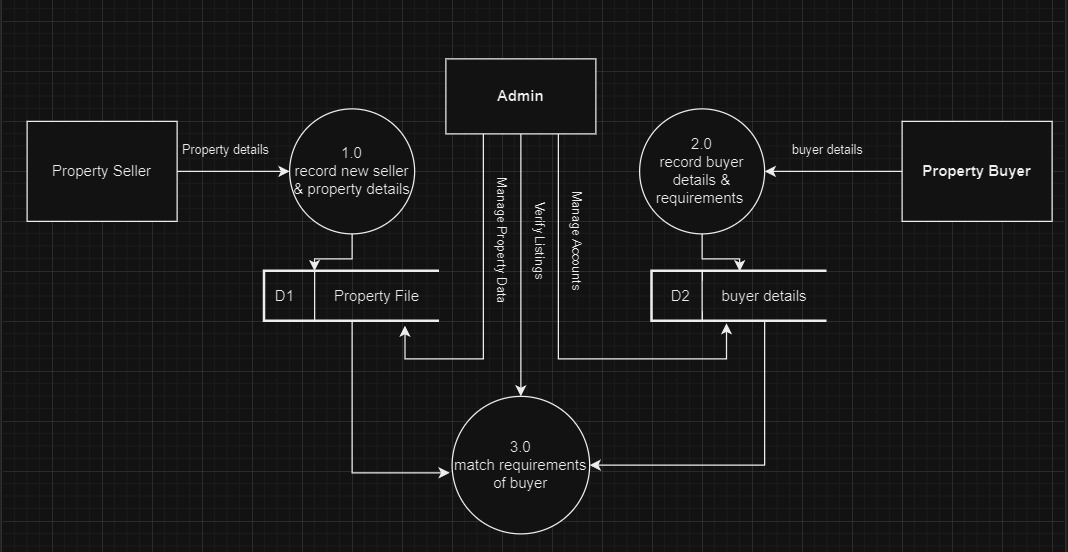 Admin
Property Seller
Property details
1.0
record new seller
& property details
2.0
record buyer
details &
requirements
buyer details
Property Buyer
Manage Property Data
Verify Listings
Manage Accounts
D1
Property File
D2
buyer details
3.0
match requirements
of buyer